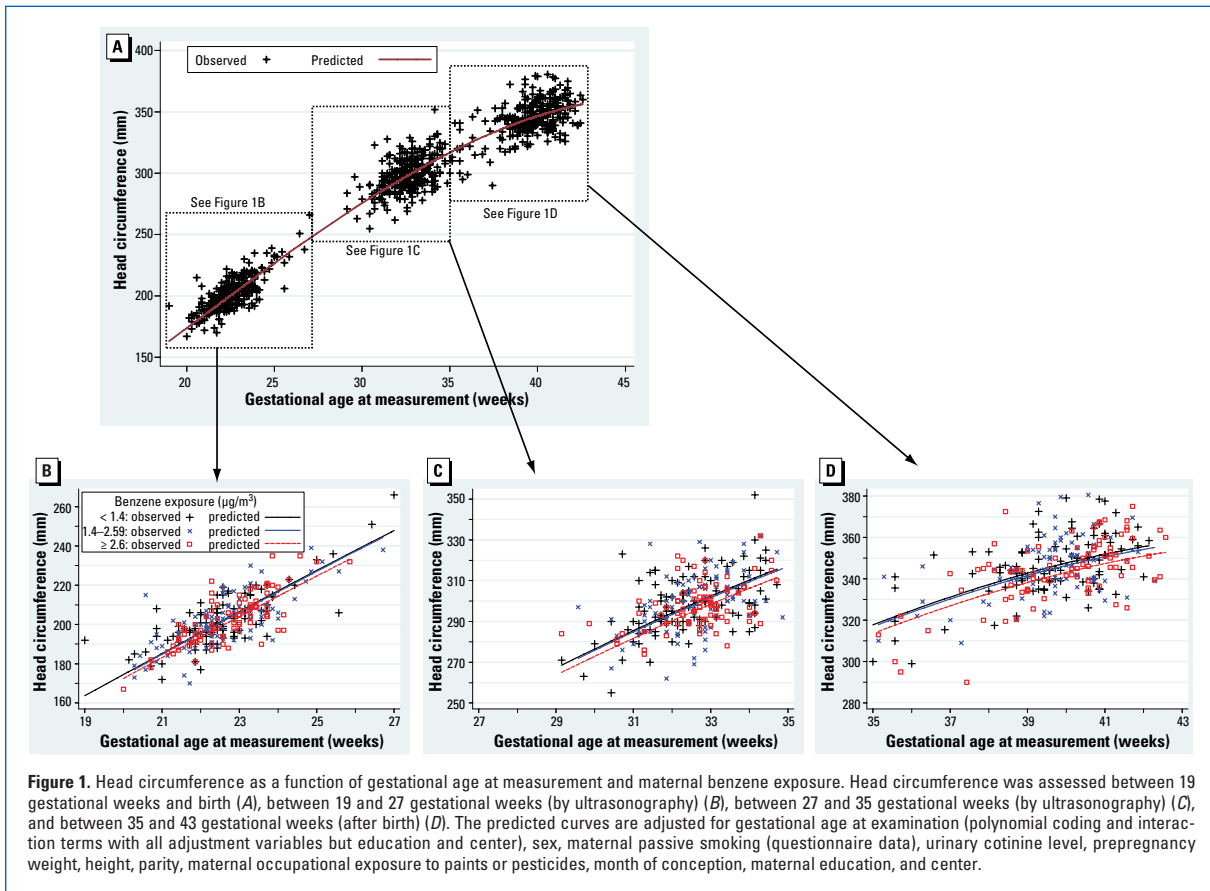 A
400
350
300
250
200
150
Head circumference (mm)
Observed + Predicted
See Figure 1B
See Figure 1C
See Figure 1D
20 25 30 35 40 45
Gestational age at measurement (weeks)
B
260
240
220
200
180
160
Head circumference (mm)
Benzene exposure (µg/m³)
< 1.4: observed + predicted
1.4–2.59: observed × predicted
≥ 2.6: observed predicted
19 21 23 25 27
Gestational age at measurement (weeks)
C
350
330
310
290
270
250
Head circumference (mm)
27 29 31 33 35
Gestational age at measurement (weeks)
D
380
360
340
320
300
280
Head circumference (mm)
35 37 39 41 43
Gestational age at measurement (weeks)
Figure 1. Head circumference as a function of gestational age at measurement and maternal benzene exposure. Head circumference was assessed between 19
gestational weeks and birth (A), between 19 and 27 gestational weeks (by ultrasonography) (B), between 27 and 35 gestational weeks (by ultrasonography) (C),
and between 35 and 43 gestational weeks (after birth) (D). The predicted curves are adjusted for gestational age at examination (polynomial coding and interac-
tion terms with all adjustment variables but education and center), sex, maternal passive smoking (questionnaire data), urinary cotinine level, prepregnancy
weight, height, parity, maternal occupational exposure to paints or pesticides, month of conception, maternal education, and center.